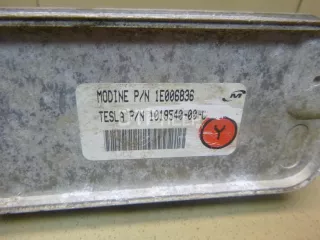 MODINE P/N 1E006836
TESLA P/N 1019540-00-C